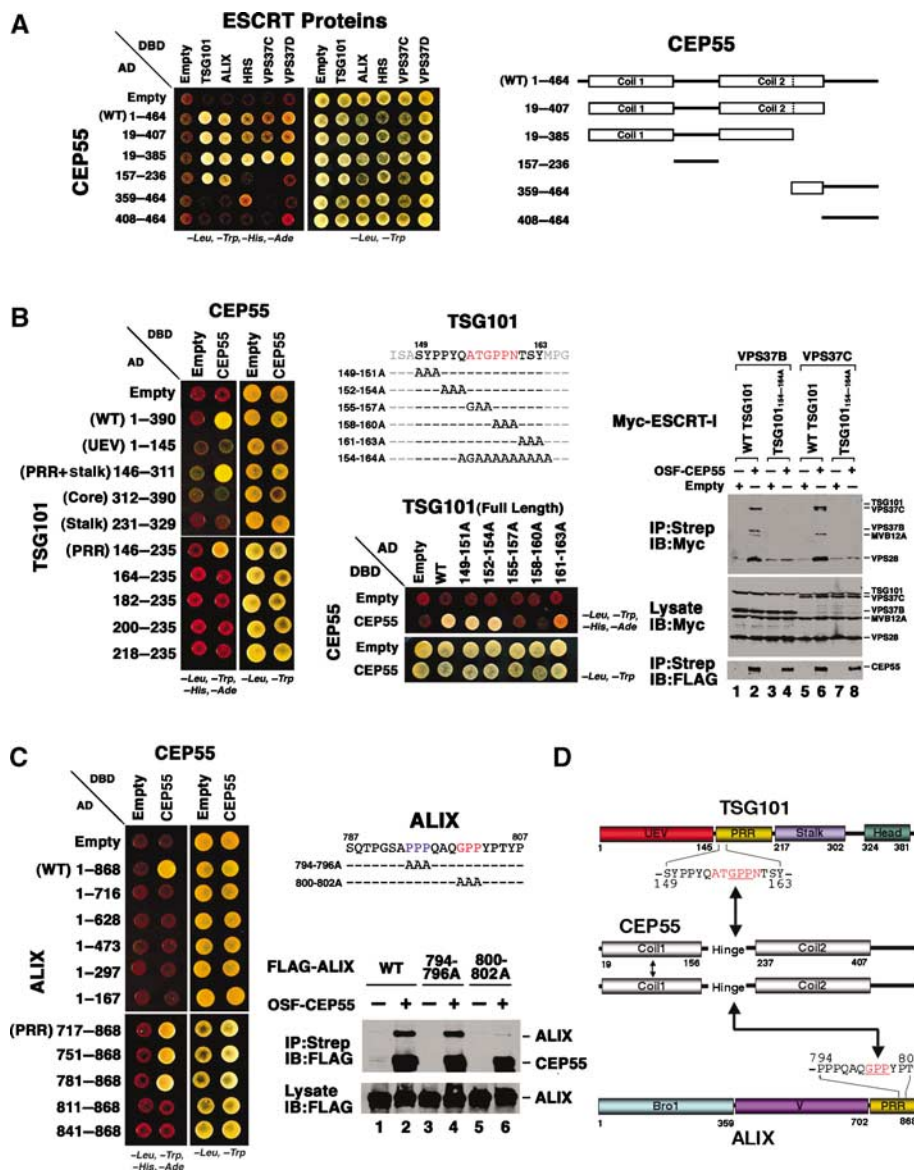 A
ESCRT Proteins
DBD
AD
Empty TSG101 ALIX HRS VPS37C VPS37D
Empty TSG101 ALIX HRS VPS37C VPS37D
CEP55
Empty
(WT) 1–464
19–407
19–385
157–236
359–464
408–464
–Leu, –Trp, –His, –Ade
–Leu, –Trp
CEP55
(WT) 1–464 Coil 1 Coil 2
19–407 Coil 1 Coil 2
19–385 Coil 1
157–236
359–464
408–464
B
CEP55
DBD
AD
Empty CEP55 Empty CEP55
TSG101
Empty
(WT) 1–390
(UEV) 1–145
(PRR+stalk) 146–311
(Core) 312–390
(Stalk) 231–329
(PRR) 146–235
164–235
182–235
200–235
218–235
–Leu, –Trp,
–His, –Ade
–Leu, –Trp
TSG101
149 163
ISASYPPYQATGPPNTSYMPG
149-151A AAA
152–154A AAA
155–157A GAA
158–160A AAA
161–163A AAA
154–164A AGAAAAAAAAA
TSG101(Full Length)
AD
DBD
Empty WT 149–151A 152–154A 155–157A 158–160A 161–163A
CEP55
Empty
CEP55
–Leu, –Trp,
–His, –Ade
Empty
CEP55
–Leu, –Trp
VPS37B VPS37C
Myc-ESCRT-I
WT TSG101 TSG101154–164A WT TSG101 TSG101154–164A
OSF-CEP55 – + – + – + – +
Empty + – + – + – + –
IP:Strep
IB:Myc
TSG101
VPS37C
VPS37B
MVB12A
VPS28
Lysate
IB:Myc
TSG101
VPS37C
VPS37B
MVB12A
VPS28
IP:Strep
IB:FLAG
CEP55
1 2 3 4 5 6 7 8
C
CEP55
DBD
AD
Empty CEP55 Empty CEP55
ALIX
Empty
(WT) 1–868
1–716
1–628
1–473
1–297
1–167
(PRR) 717–868
751–868
781–868
811–868
841–868
–Leu, –Trp,
–His, –Ade
–Leu, –Trp
ALIX
787 807
SQTPGSAPPPQAQGPPYPTYP
794–796A AAA
800–802A AAA
FLAG-ALIX WT 794–796A 800–802A
OSF-CEP55 – + – + – +
IP:Strep
IB:FLAG
ALIX
CEP55
Lysate
IB:FLAG
ALIX
1 2 3 4 5 6
D
TSG101
UEV PRR Stalk Head
1 145 217 302 324 381
–SYPPYQATGPPNTSY–
149 163
CEP55
Coil1 Hinge Coil2
19 156 237 407
Coil1 Hinge Coil2
794 80
–PPPQAQGPPYPT
Bro1 V PRR
1 359 702 868
ALIX